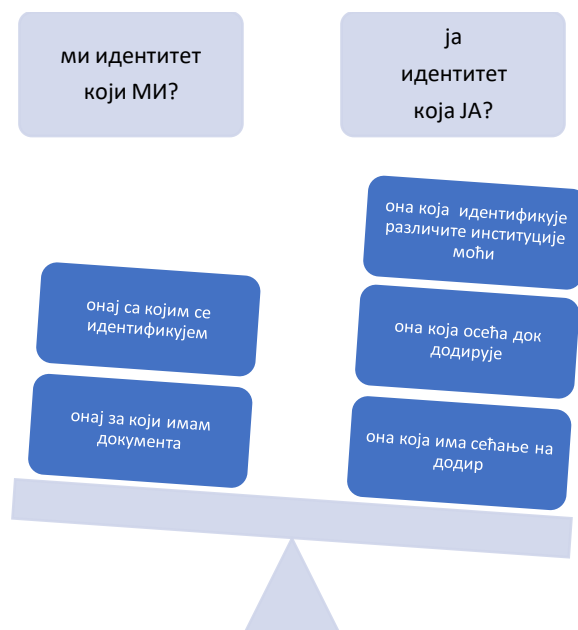 ми идентитет
који МИ?
ја
идентитет
која ЈА?
онај са којим се
идентификујем
онај за који имам
документа
она која идентификује
различите институције
моћи
она која осећа док
додирује
она која има сећање на
додир